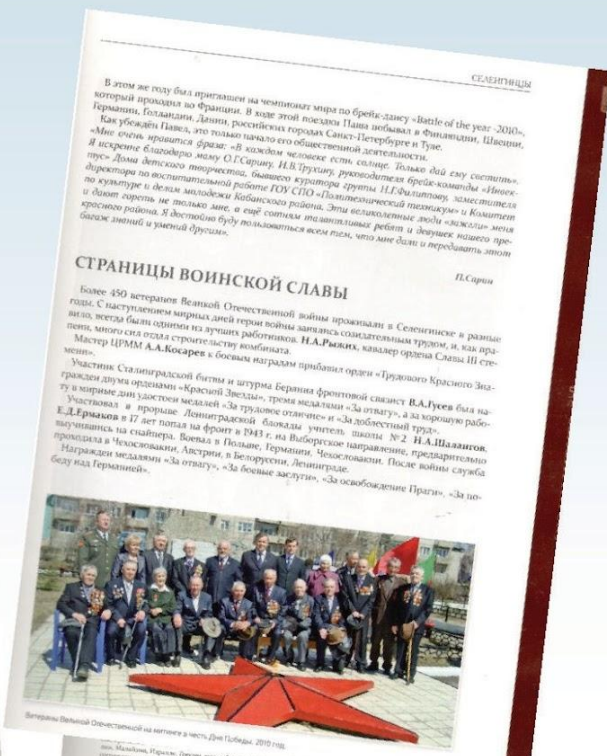 СЕЛЕНГИНЦЫ
В этом же году был приглашен на чемпионат мира по брейк-дансу «Battle of the year -2010»,
который проходил во Франции. В ходе этой поездки Паша побывал в Финляндии, Швеции,
Германии, Голландии, Дании, российских городах Санкт-Петербурге и Туле.
Как убеждён Павел, это только начало его общественной деятельности.
«Мне очень нравится фраза: «В каждом человеке есть солнце. Только дай ему светить».
Я искренне благодарю маму О.Г.Сарину, И.В.Трухину, руководителя брейк-команды «Инвек-
тус» Дома детского творчества, бывшего куратора группы Н.Г.Филиппову, заместителя
директора по воспитательной работе ГОУ СПО «Политехнический техникум» и Комитет
по культуре и делам молодежи Кабанского района. Эти великолепные люди «зажгли» меня
и дают гореть не только мне, а ещё сотням талантливых ребят и девушек нашего пре-
красного района. Я достойно буду пользоваться всем тем, что мне дали и передавать этот
багаж знаний и умений другим».
П.Сарин
СТРАНИЦЫ ВОИНСКОЙ СЛАВЫ
Более 450 ветеранов Великой Отечественной войны проживали в Селенгинске в разные
годы. С наступлением мирных дней герои войны занялись созидательным трудом, и, как пра-
вило, всегда были одними из лучших работников. Н.А.Рыжих, кавалер ордена Славы III сте-
пени, много сил отдал строительству комбината.
Мастер ЦРММ А.А.Косарев к боевым наградам прибавил орден «Трудового Красного Зна-
мени».
Участник Сталинградской битвы и штурма Берлина фронтовой связист В.А.Гусев был на-
гражден двумя орденами «Красной Звезды», тремя медалями «За отвагу», а за хорошую рабо-
ту в мирные дни удостоен медалей «За трудовое отличие» и «За доблестный труд».
Участвовал в прорыве Ленинградской блокады учитель школы №2 Н.А.Шалаигов.
Е.Д.Ермаков в 17 лет попал на фронт в 1943 г. на Выборгское направление, предварительно
выучившись на снайпера. Воевал в Польше, Германии, Чехословакии. После войны служба
проходила в Чехословакии, Австрии, в Белоруссии, Ленинграде.
Награжден медалями «За отвагу», «За боевые заслуги», «За освобождение Праги», «За по-
беду над Германией».
Ветераны Великой Отечественной на митинге в честь Дня Победы. 2010 год.